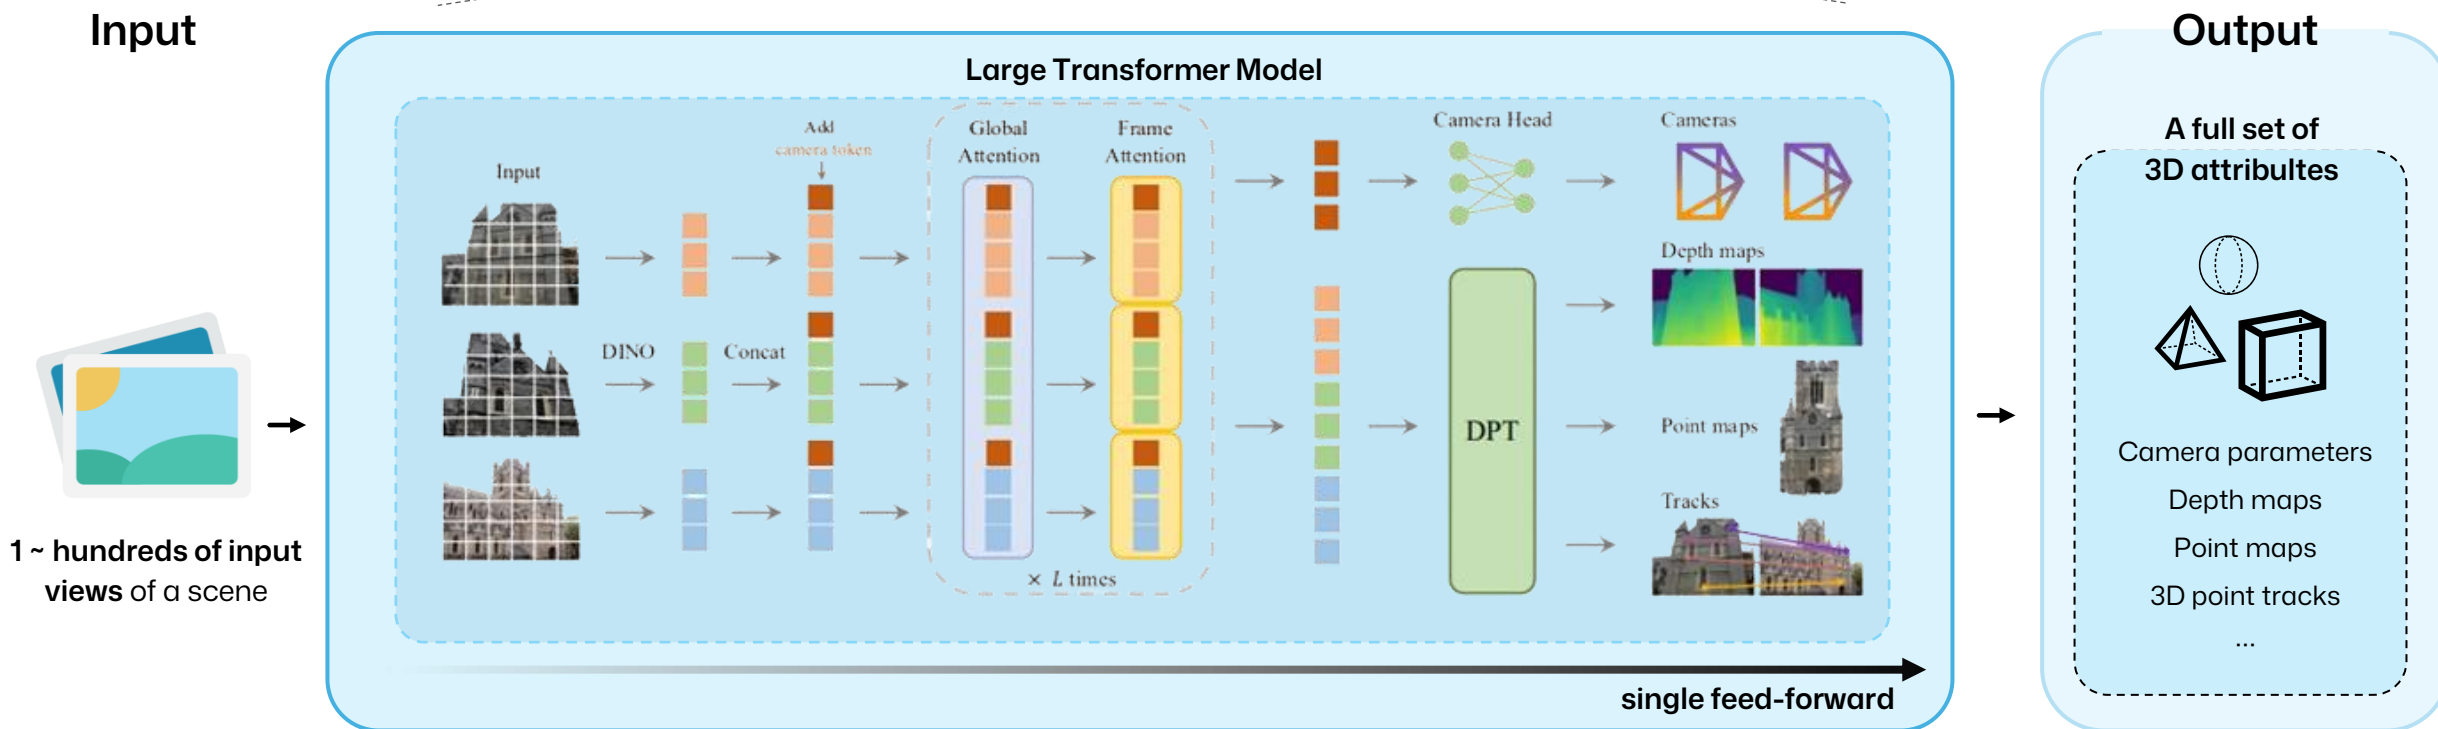 Input
Large Transformer Model
Input
DINO
Concat
Add
camera token
Global
Attention
Frame
Attention
× L times
Camera Head
DPT
Cameras
Depth maps
Point maps
Tracks
single feed-forward
1 ~ hundreds of input
views of a scene
Output
A full set of
3D attribultes
Camera parameters
Depth maps
Point maps
3D point tracks
...